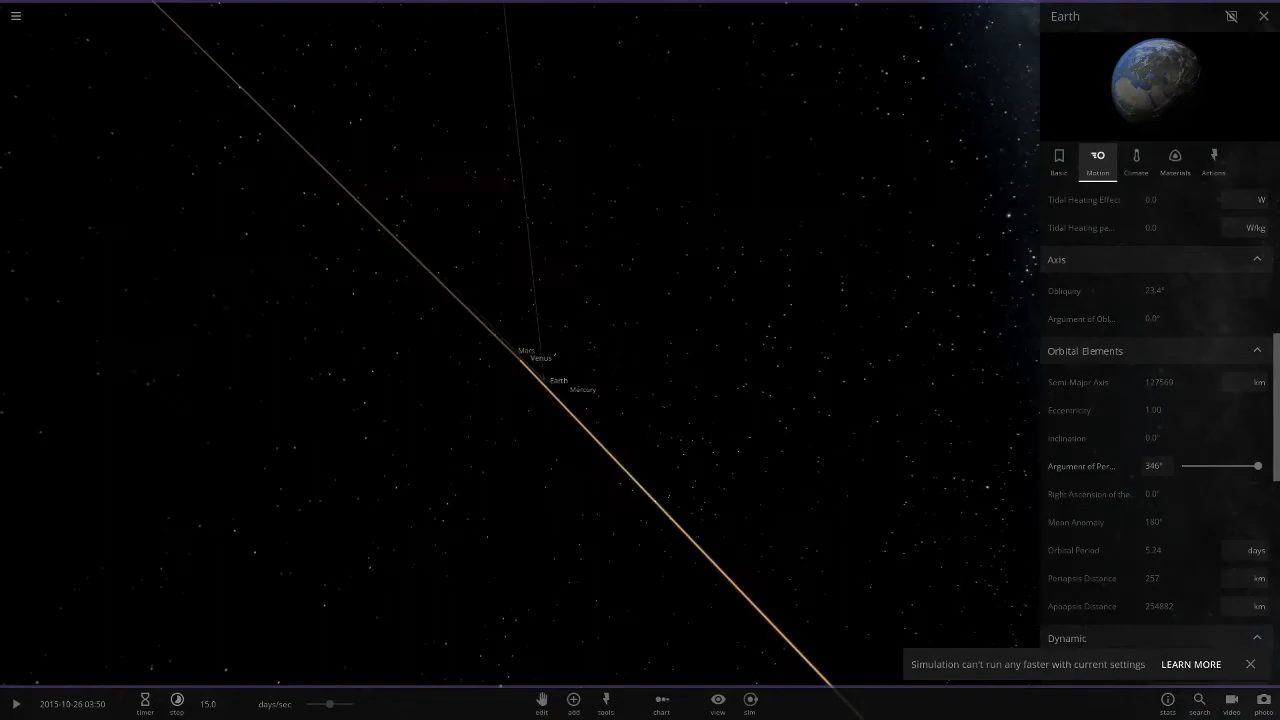 Earth
Basic Motion Climate Materials Actions
Tidal Heating Effect 0.0 W
Tidal Heating pe... 0.0 W/kg
Axis
Obliquity 23.4°
Argument of Obl... 0.0°
Orbital Elements
Semi-Major Axis 127569 km
Eccentricity 1.00
Inclination 0.0°
Argument of Per... 346°
Right Ascension of the... 0.0°
Mean Anomaly 180°
Orbital Period 5.24 days
Periapsis Distance 257 km
Apoapsis Distance 254882 km
Dynamic
Mars
Venus
Earth
Mercury
Simulation can't run any faster with current settings LEARN MORE
2015-10-26 03:50 timer step 15.0 days/sec edit add tools chart view sim stats search video photo